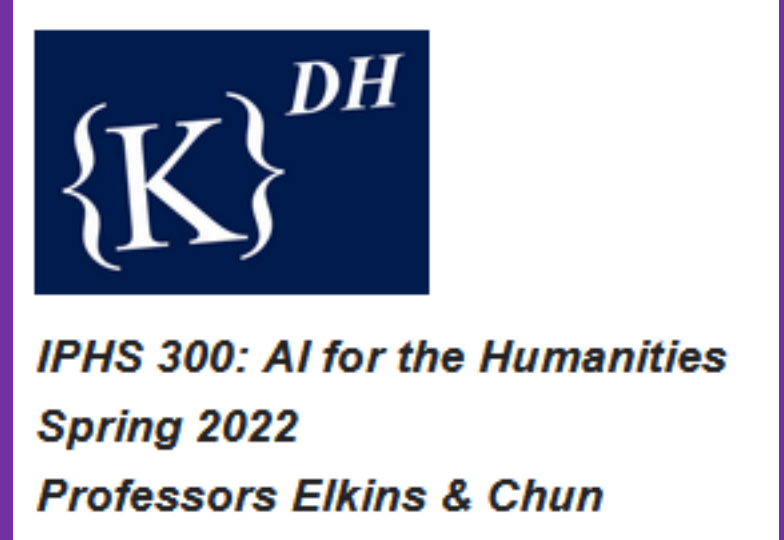 {K} DH
IPHS 300: AI for the Humanities
Spring 2022
Professors Elkins & Chun